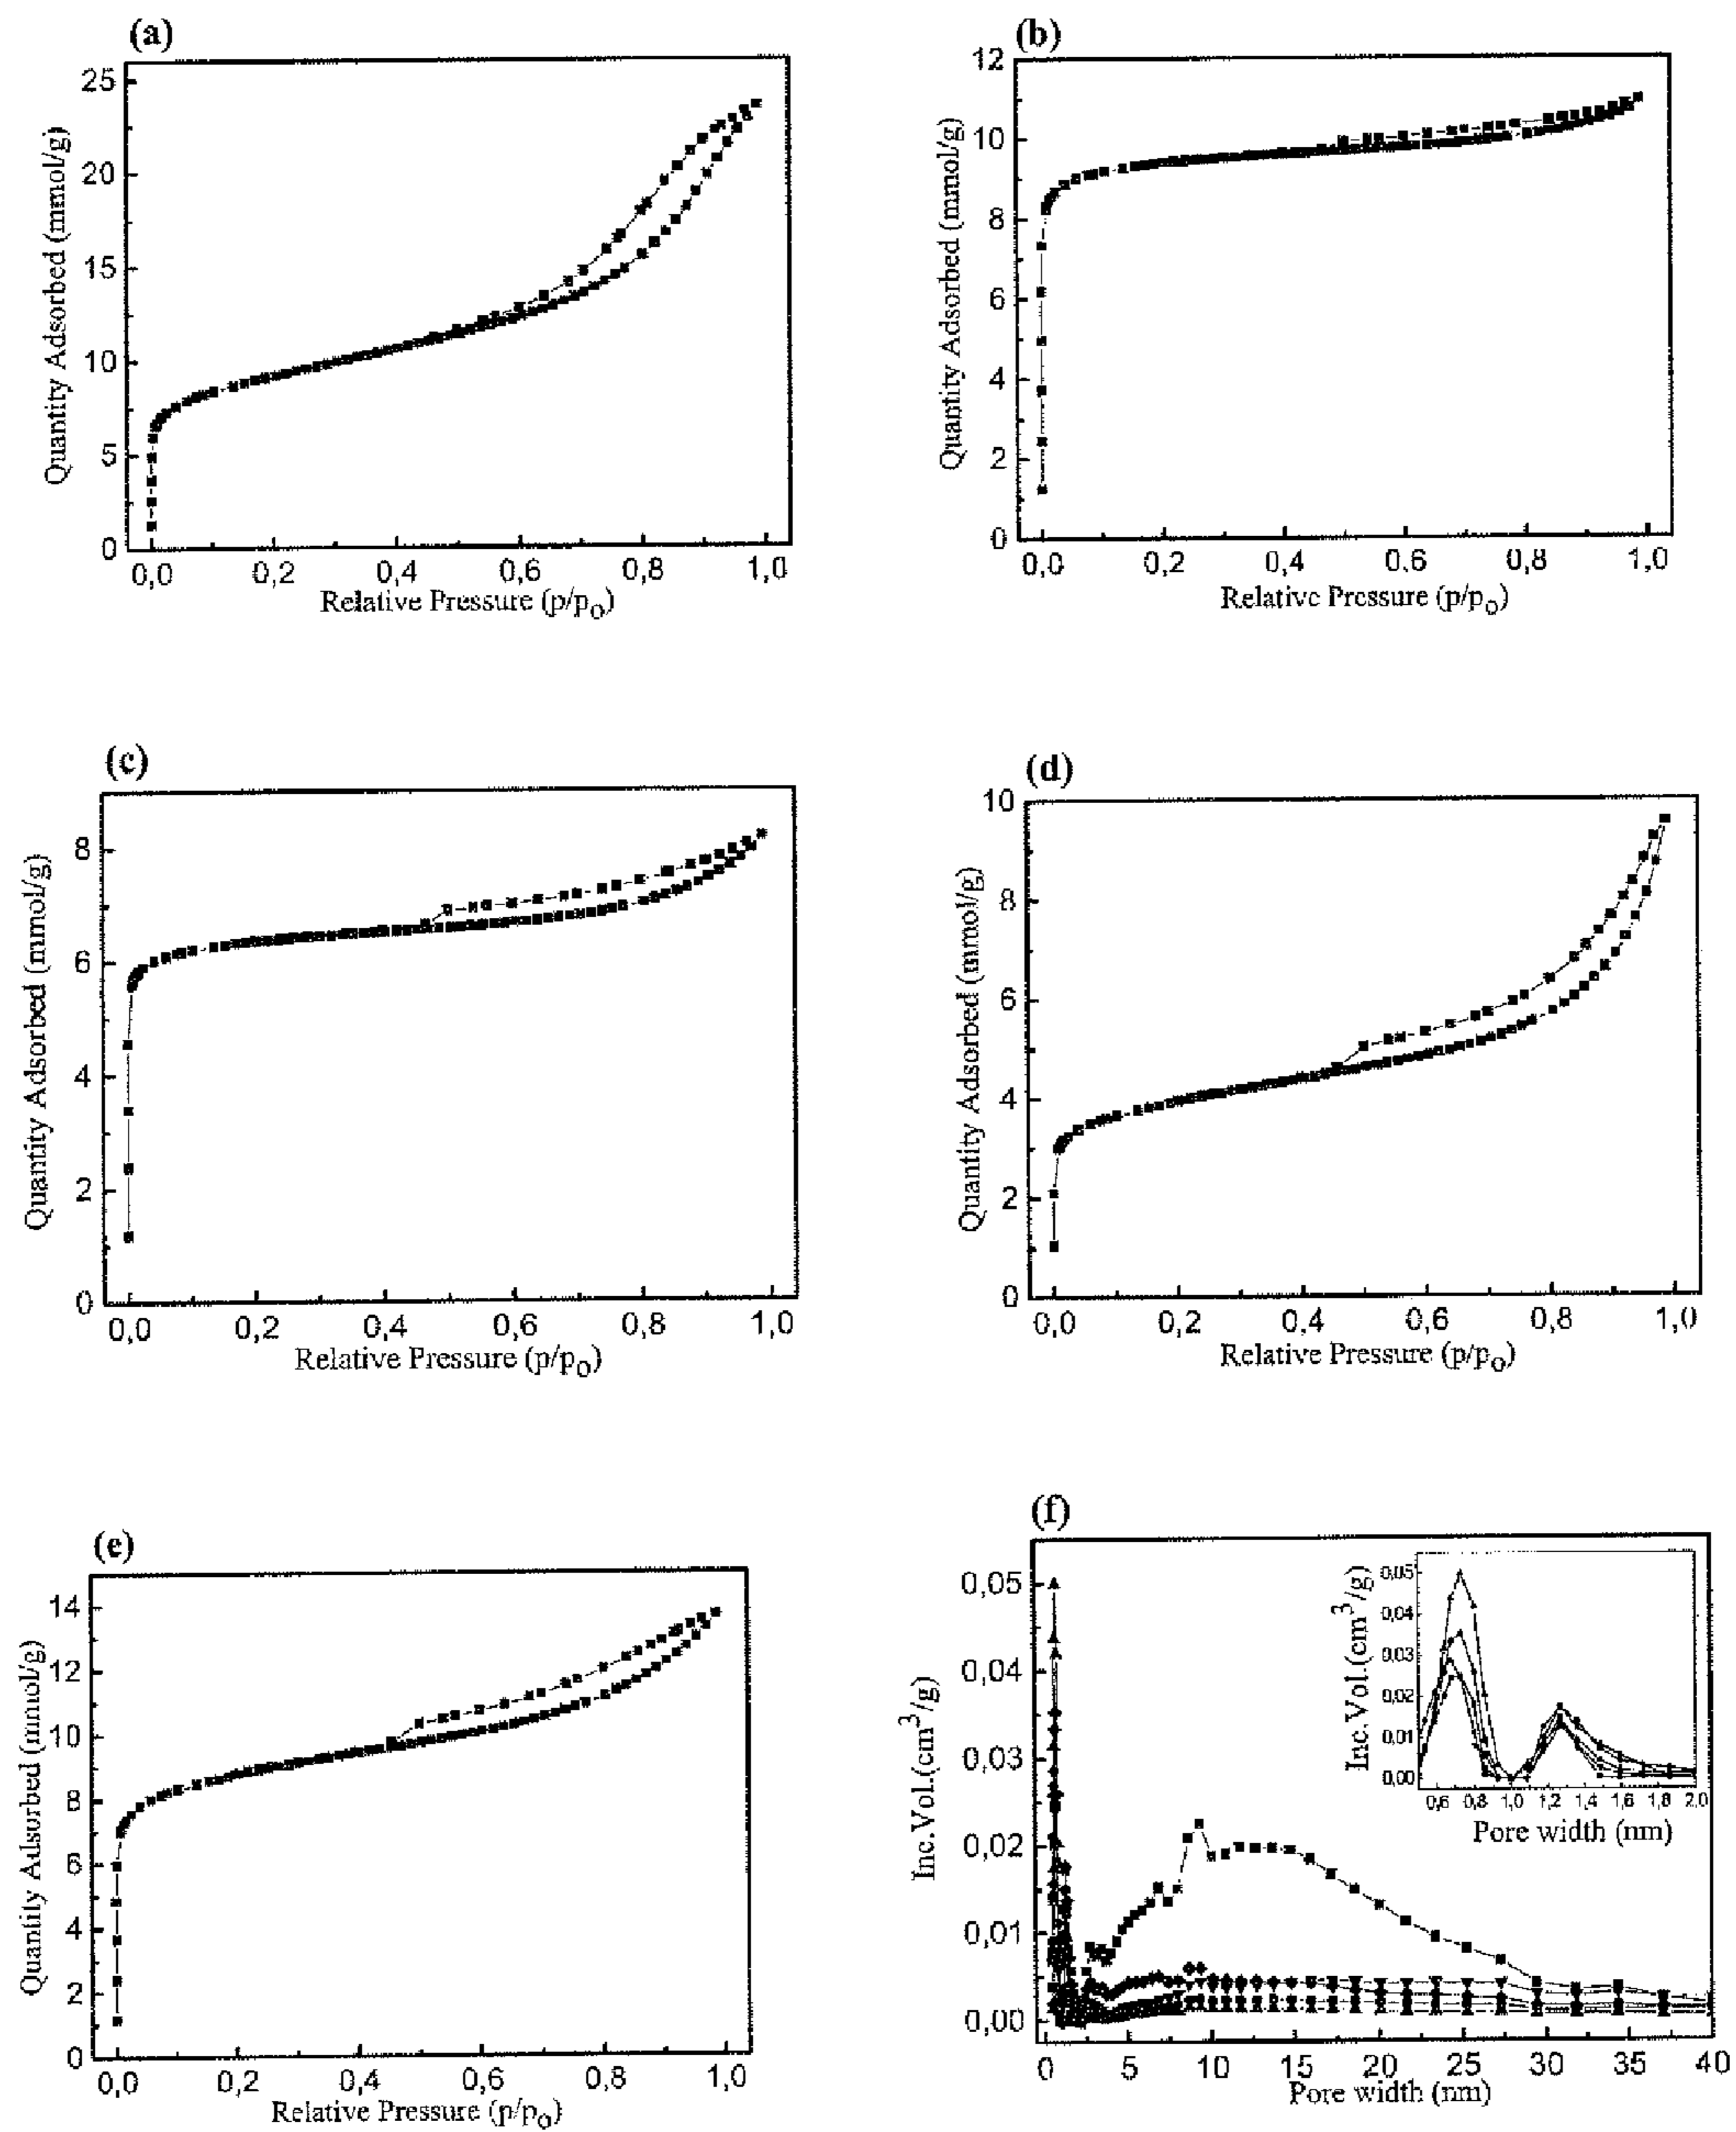 (a)
25
20
15
10
5
0
Quantity Adsorbed (mmol/g)
0,0 0,2 0,4 0,6 0,8 1,0
Relative Pressure (p/p0)
(b)
12
10
8
6
4
2
0
Quantity Adsorbed (mmol/g)
0,0 0,2 0,4 0,6 0,8 1,0
Relative Pressure (p/p0)
(c)
8
6
4
2
0
Quantity Adsorbed (mmol/g)
0,0 0,2 0,4 0,6 0,8 1,0
Relative Pressure (p/p0)
(d)
10
8
6
4
2
0
Quantity Adsorbed (mmol/g)
0,0 0,2 0,4 0,6 0,8 1,0
Relative Pressure (p/p0)
(e)
14
12
10
8
6
4
2
0
Quantity Adsorbed (mmol/g)
0,0 0,2 0,4 0,6 0,8 1,0
Relative Pressure (p/p0)
(f)
0,05
0,04
0,03
0,02
0,01
0,00
Inc.Vol.(cm³/g)
0 5 10 15 20 25 30 35 40
Pore width (nm)
0,05
0,04
0,03
0,02
0,01
0,00
Inc.Vol.(cm³/g)
0,6 0,8 1,0 1,2 1,4 1,6 1,8 2,0
Pore width (nm)